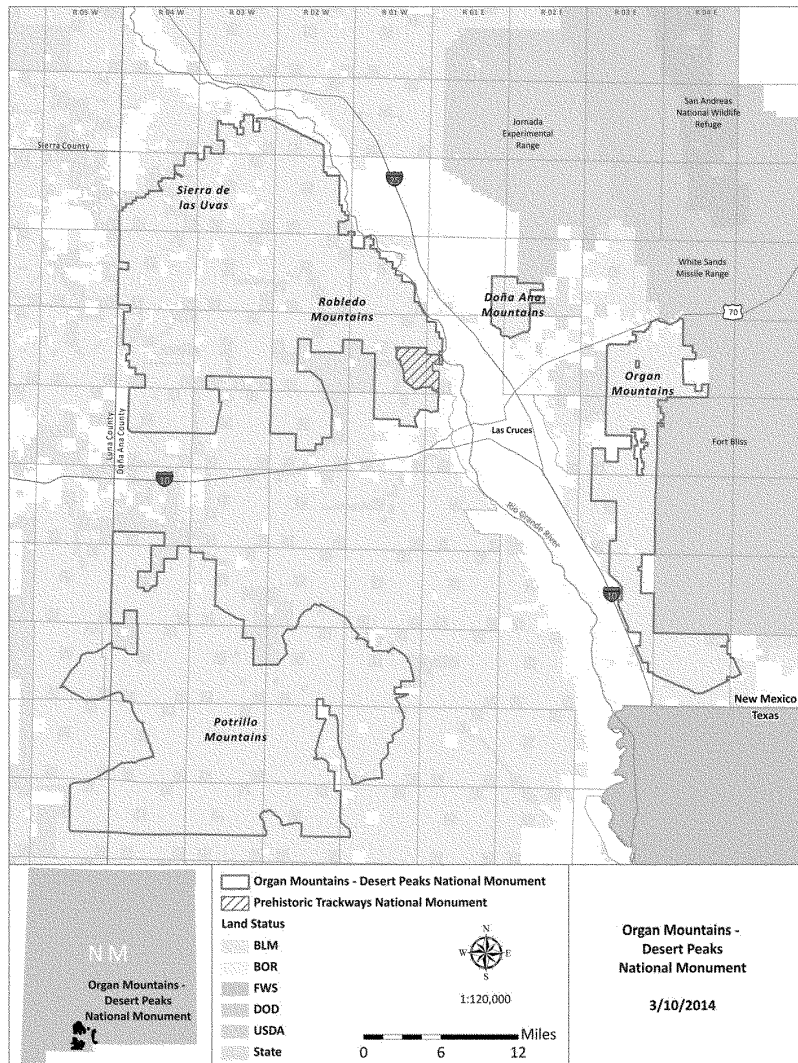 R 05 W R 04 W R 03 W R 02 W R 01 W R 01 E R 02 E R 03 E R 04 E
San Andreas
National Wildlife
Refuge
Jornada
Experimental
Range
Sierra County
25
Sierra de
las Uvas
White Sands
Missile Range
Robledo
Mountains
Doña Ana
Mountains
70
Organ
Mountains
Luna County
Doña Ana County
Las Cruces
Fort Bliss
10
Rio Grande River
10
New Mexico
Texas
Potrillo
Mountains
NM
Organ Mountains -
Desert Peaks
National Monument
Organ Mountains - Desert Peaks National Monument
Prehistoric Trackways National Monument
Land Status
BLM
BOR
FWS
DOD
USDA
State
N
W E
S
1:120,000
Miles
0 6 12
Organ Mountains -
Desert Peaks
National Monument
3/10/2014